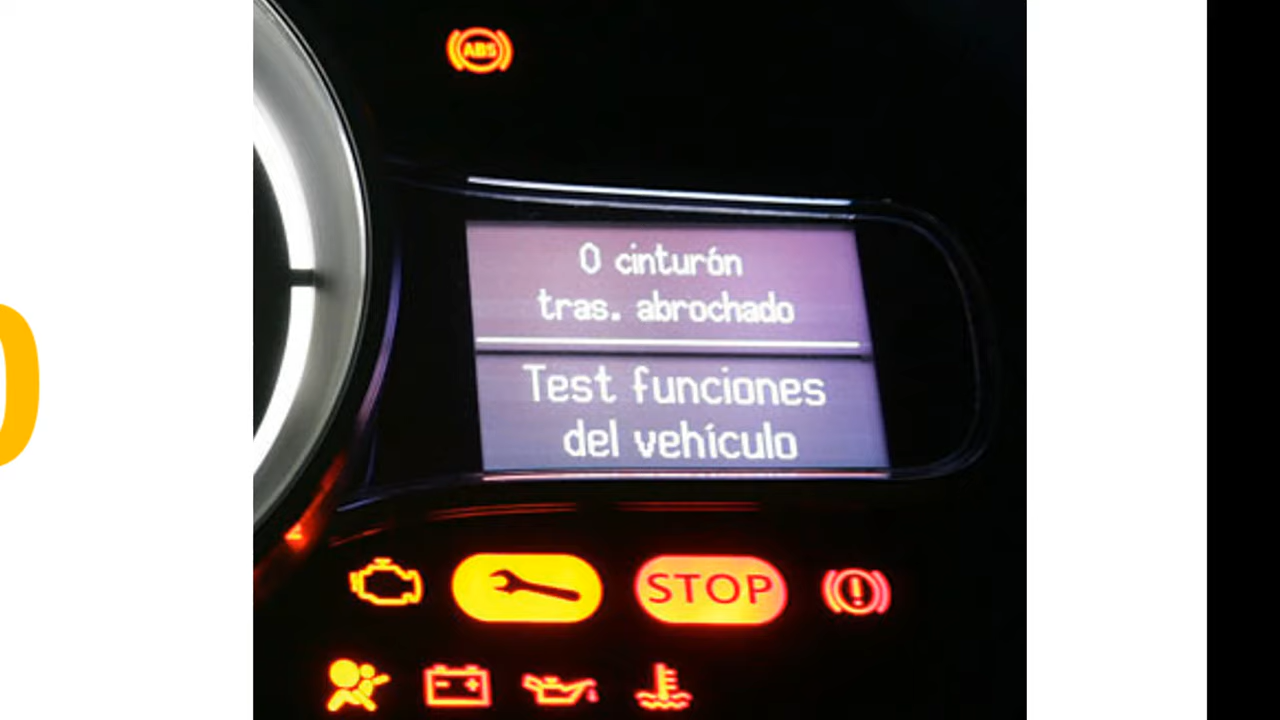 ABS
0 cinturón
tras. abrochado
Test funciones
del vehículo
STOP